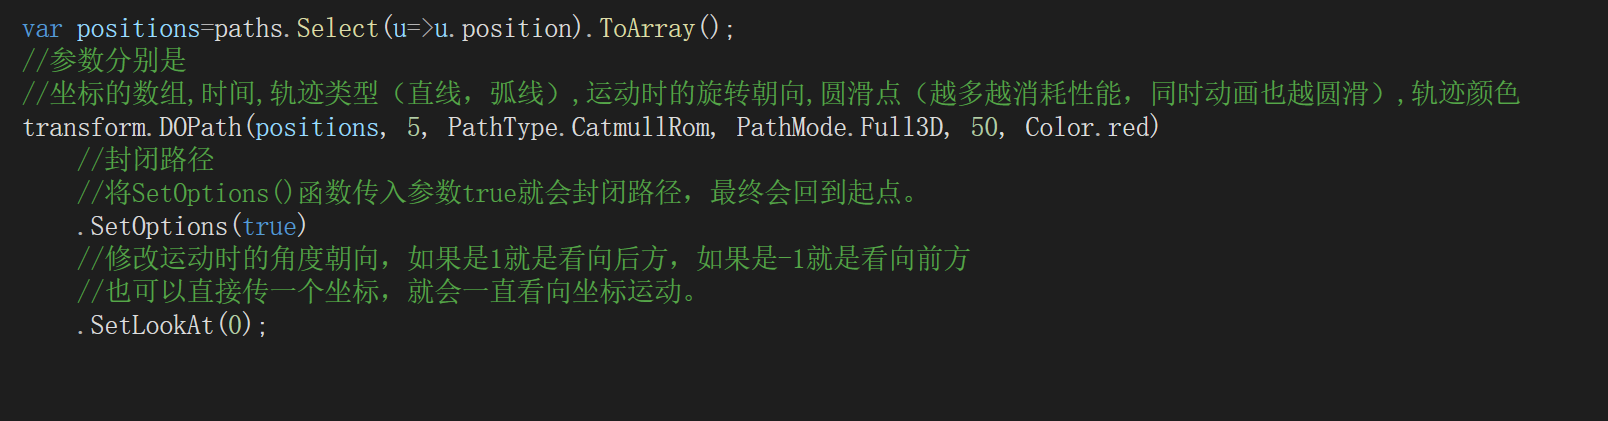 var positions=paths.Select(u=>u.position).ToArray();
//参数分别是
//坐标的数组,时间,轨迹类型（直线，弧线）,运动时的旋转朝向,圆滑点（越多越消耗性能，同时动画也越圆滑）,轨迹颜色
transform.DOPath(positions, 5, PathType.CatmullRom, PathMode.Full3D, 50, Color.red)
    //封闭路径
    //将SetOptions()函数传入参数true就会封闭路径，最终会回到起点。
    .SetOptions(true)
    //修改运动时的角度朝向，如果是1就是看向后方，如果是-1就是看向前方
    //也可以直接传一个坐标，就会一直看向坐标运动。
    .SetLookAt(0);